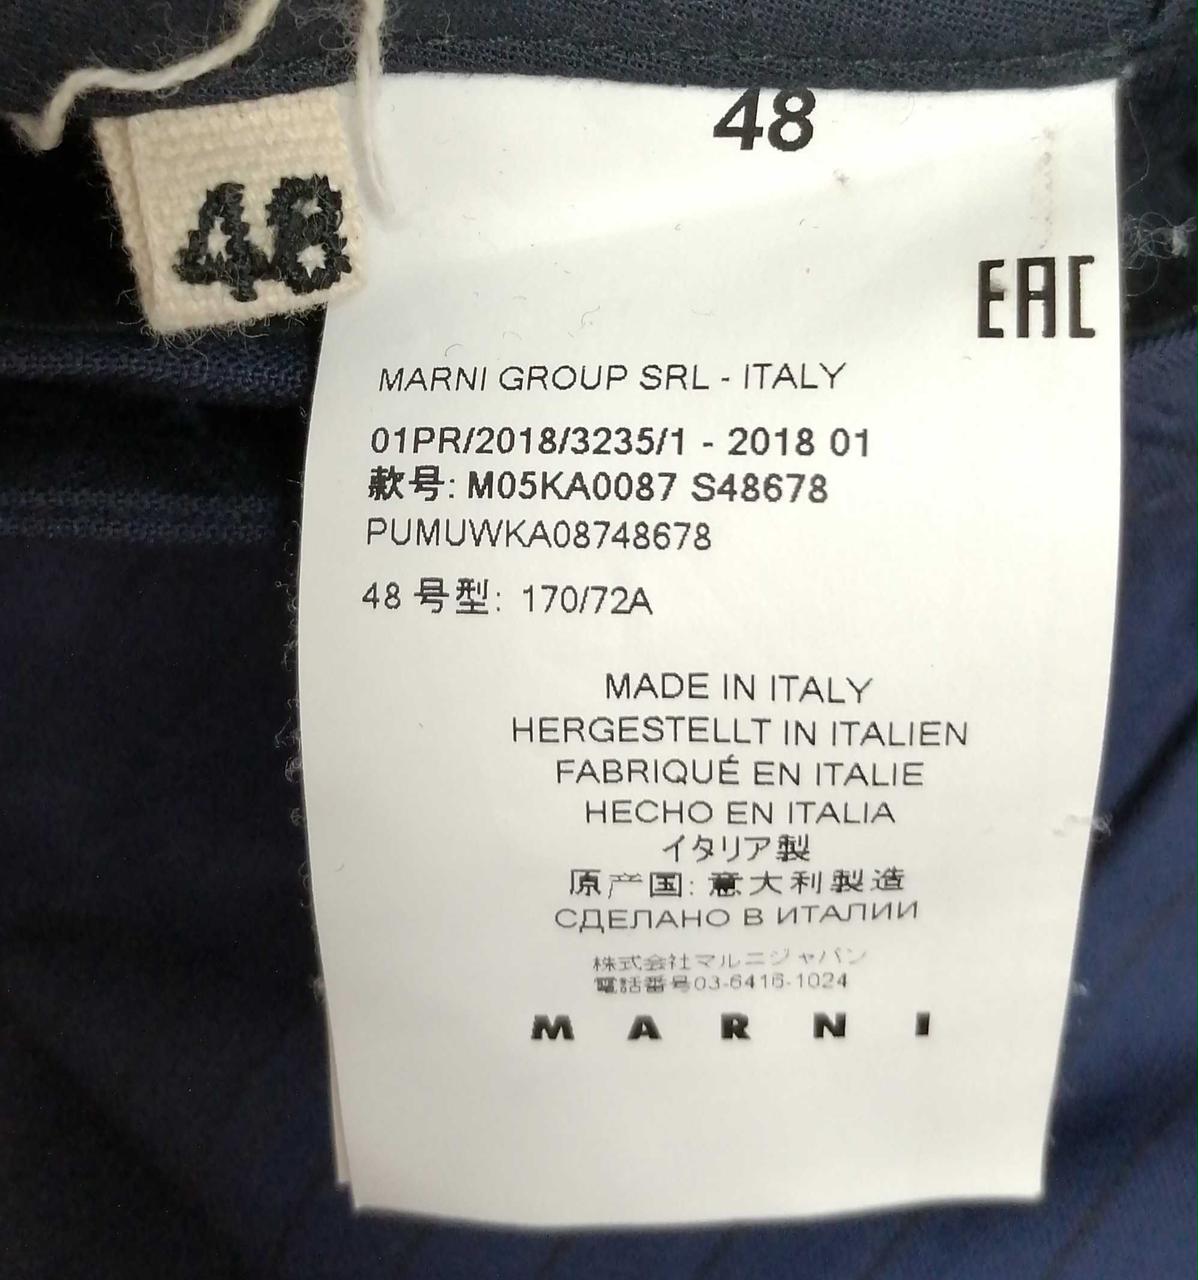 48
48
EAC
MARNI GROUP SRL - ITALY
01PR/2018/3235/1 - 2018 01
款号: M05KA0087 S48678
PUMUWKA08748678
48 号型: 170/72A
MADE IN ITALY
HERGESTELLT IN ITALIEN
FABRIQUÉ EN ITALIE
HECHO EN ITALIA
イタリア製
原产国: 意大利製造
СДЕЛАНО В ИТАЛИИ
株式会社マルニジャパン
電話番号03-6416-1024
MARNI